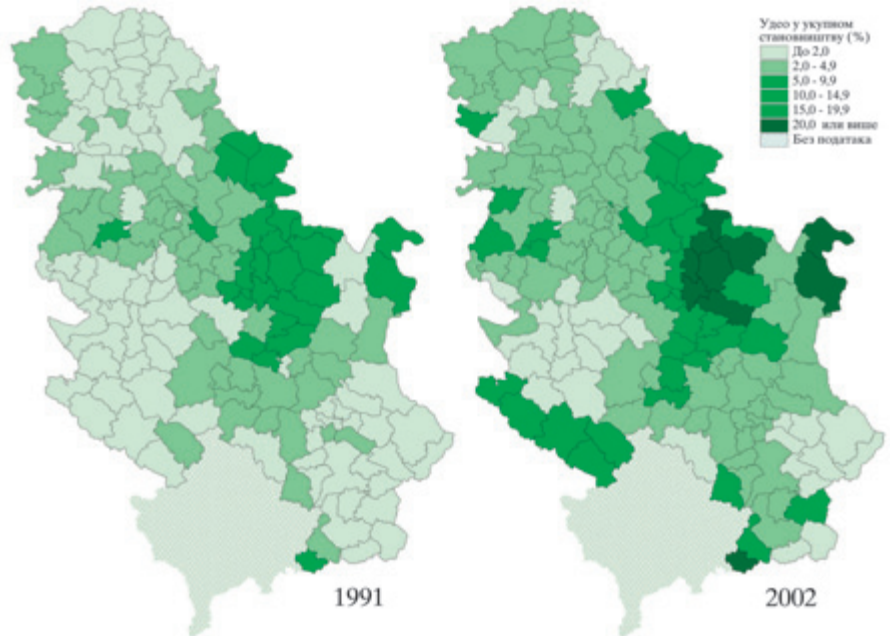 Удео у укупном
становништву (%)
До 2,0
2,0 - 4,9
5,0 - 9,9
10,0 - 14,9
15,0 - 19,9
20,0 или више
Без података
1991
2002